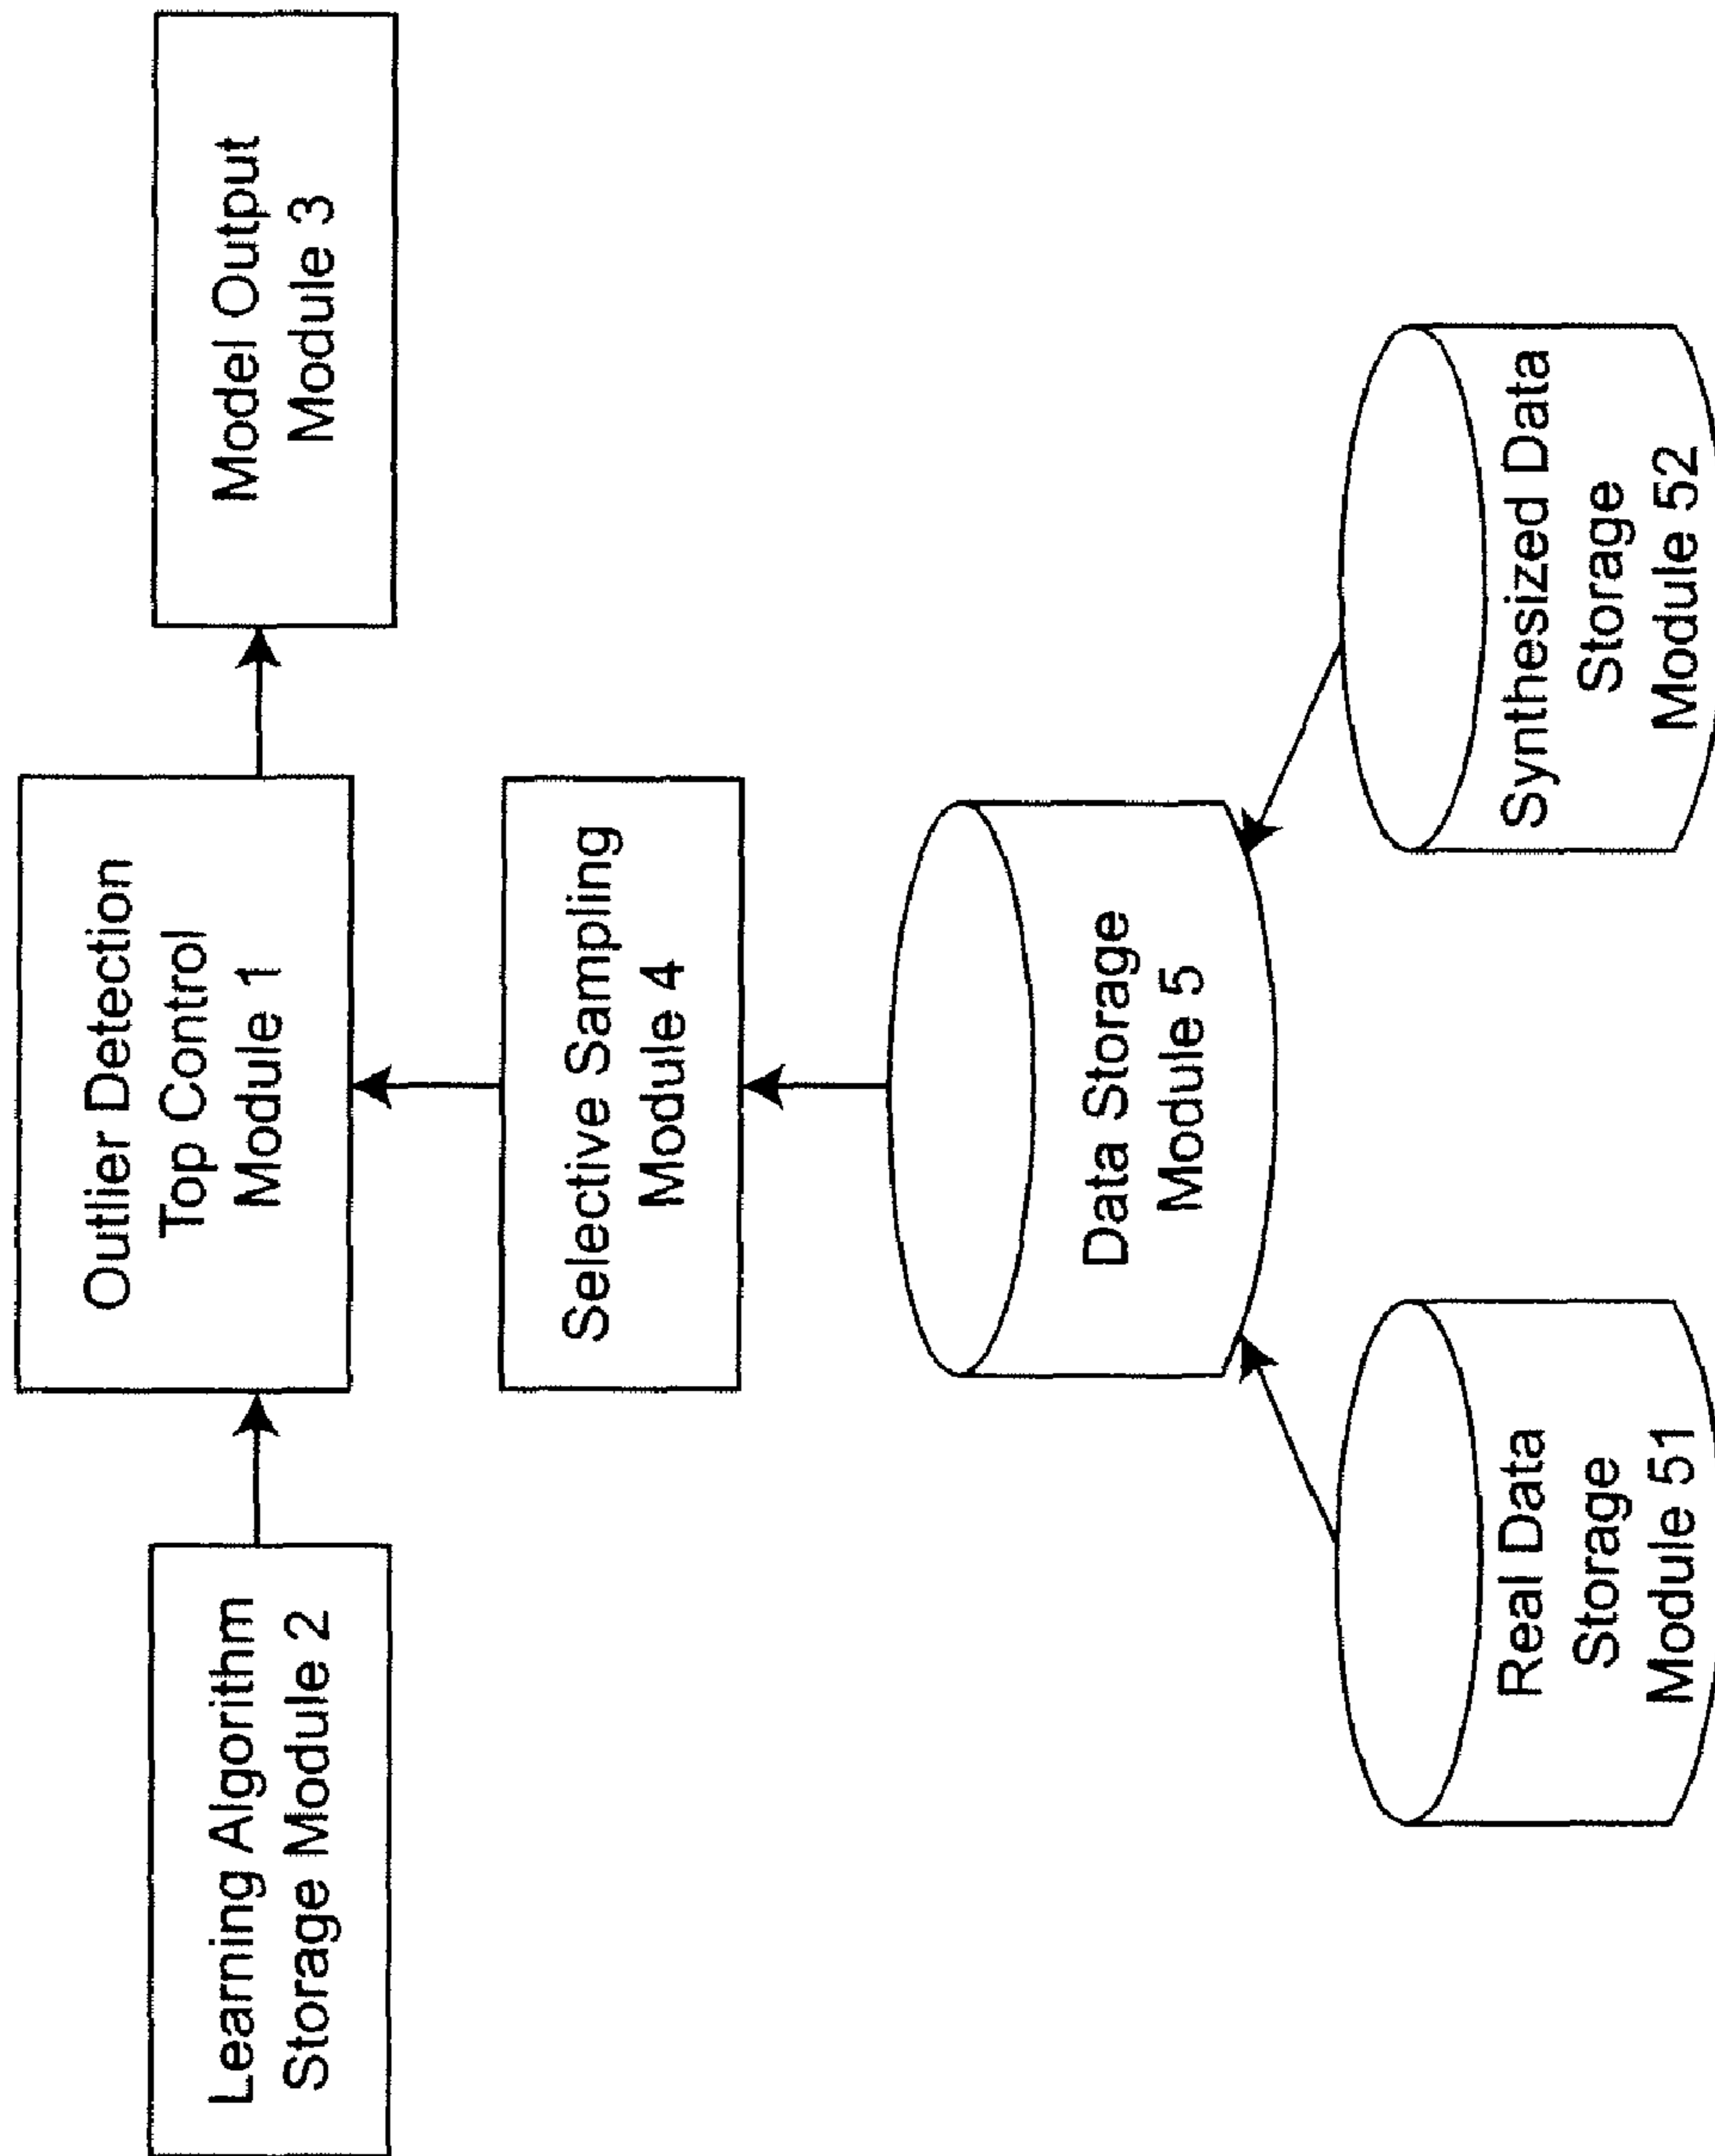 Learning Algorithm
Storage Module 2
Outlier Detection
Top Control
Module 1
Model Output
Module 3
Selective Sampling
Module 4
Data Storage
Module 5
Real Data
Storage
Module 51
Synthesized Data
Storage
Module 52